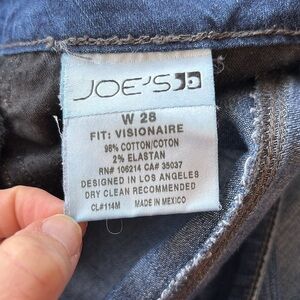 JOE'S
W 28
FIT: VISIONAIRE
98% COTTON/COTON
2% ELASTAN
RN# 106214 CA# 35037
DESIGNED IN LOS ANGELES
DRY CLEAN RECOMMENDED
CL#114M MADE IN MEXICO